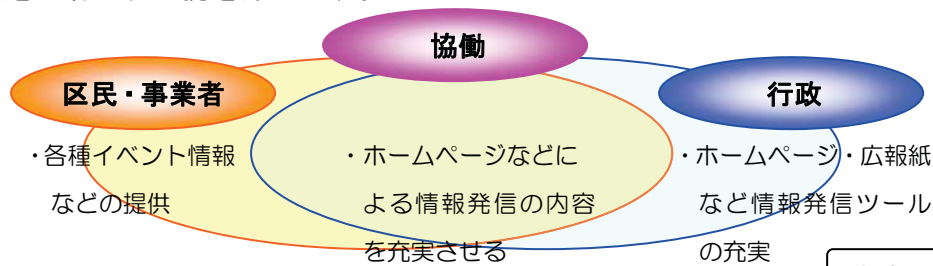 協働
区民・事業者
行政
・各種イベント情報
などの提供
・ホームページなどに
よる情報発信の内容
を充実させる
・ホームページ・広報紙
など情報発信ツール
の充実